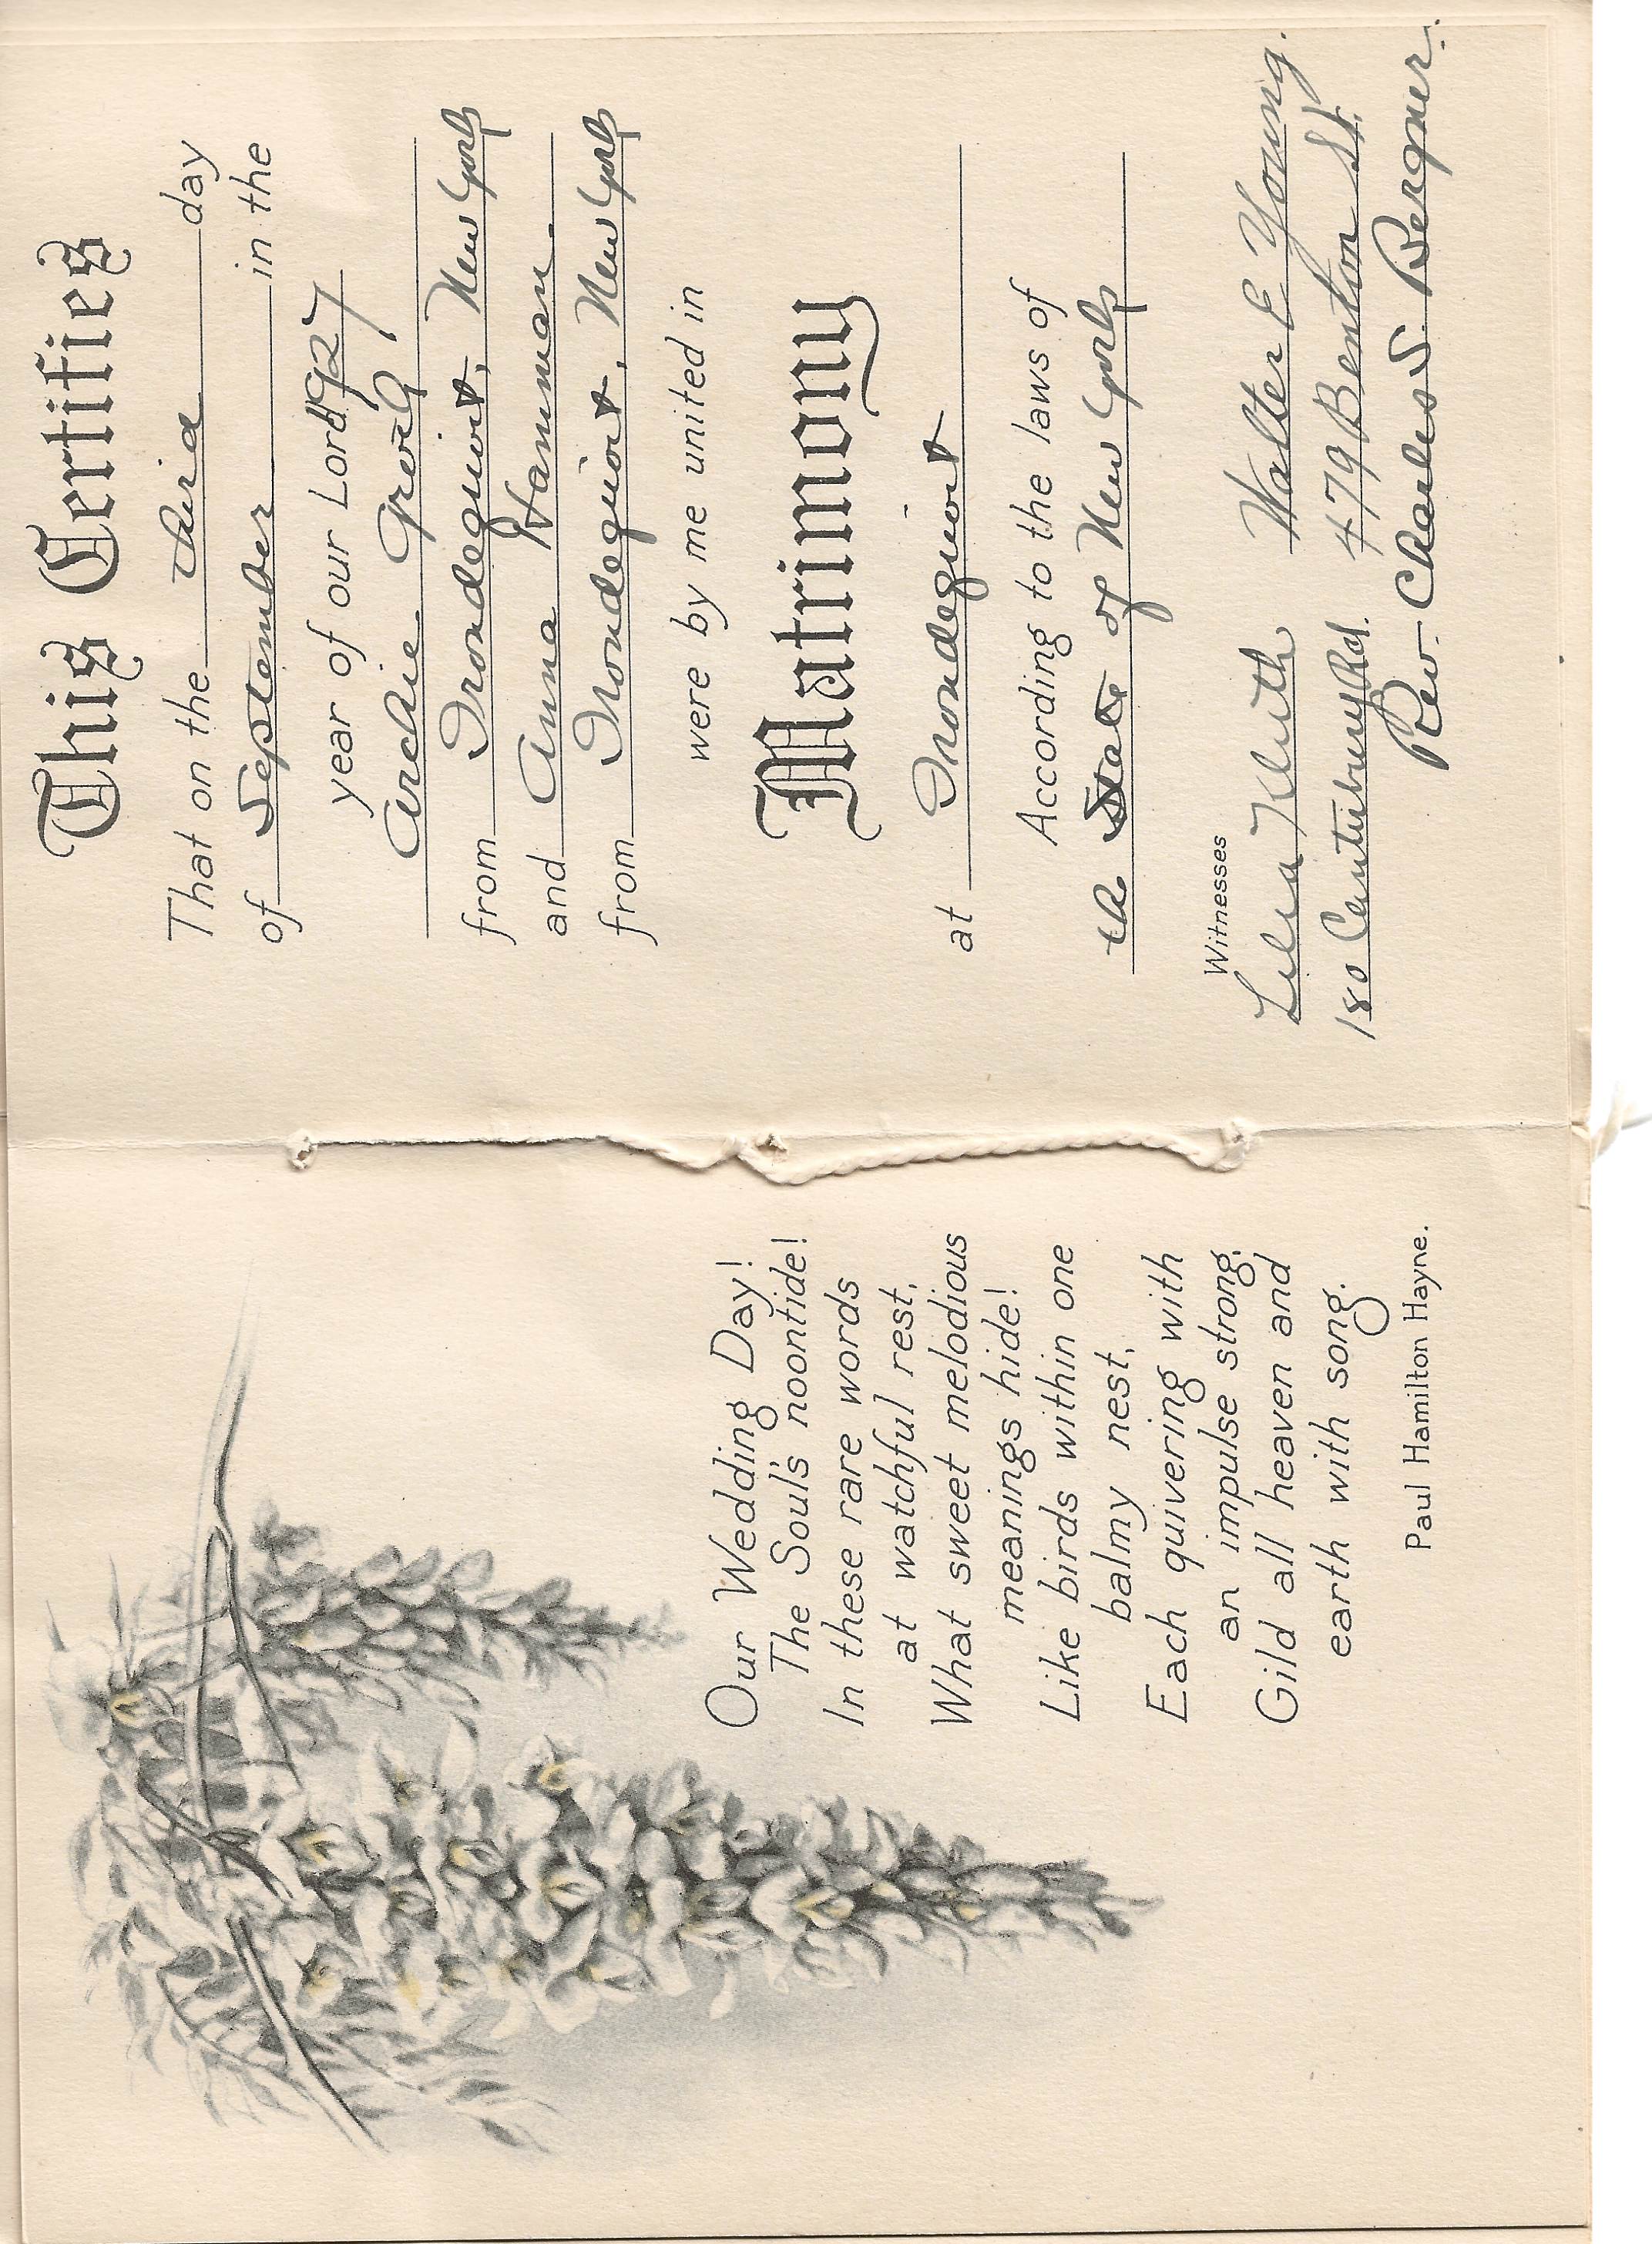 Our Wedding Day!
The Soul's noontide!
In these rare words
at watchful rest,
What sweet melodious
meanings hide!
Like birds within one
balmy nest,
Each quivering with
an impulse strong,
Gild all heaven and
earth with song.
Paul Hamilton Hayne.
This Certifies
That on the third day
of September in the
year of our Lord 1927
Archie Groth
from Irondequoit, New York
and Anna Hamman.
from Irondequoit, New York
were by me united in
Matrimony
at Irondequoit
According to the laws of
the State of New York
Witnesses
Kluth Walter E Young.
180 Canterbury Rd. 479 Benton St.
Rev. Charles S. Bergner.